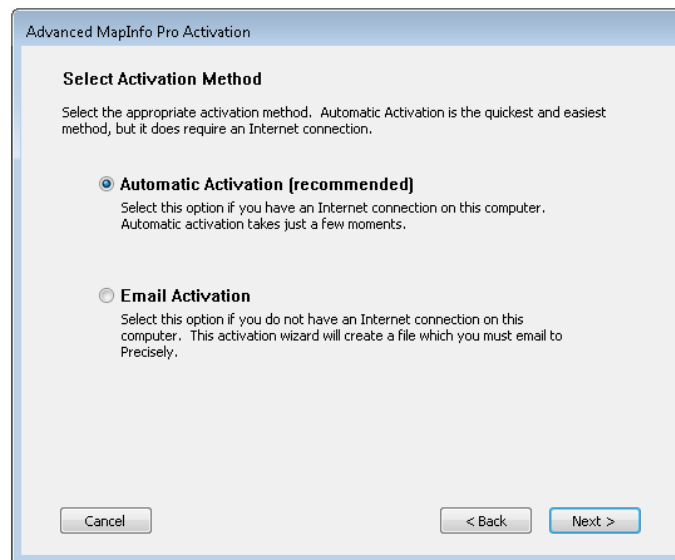 Advanced MapInfo Pro Activation
Select Activation Method
Select the appropriate activation method. Automatic Activation is the quickest and easiest
method, but it does require an Internet connection.
Automatic Activation (recommended)
Select this option if you have an Internet connection on this computer.
Automatic activation takes just a few moments.
Email Activation
Select this option if you do not have an Internet connection on this
computer. This activation wizard will create a file which you must email to
Precisely.
Cancel
< Back
Next >